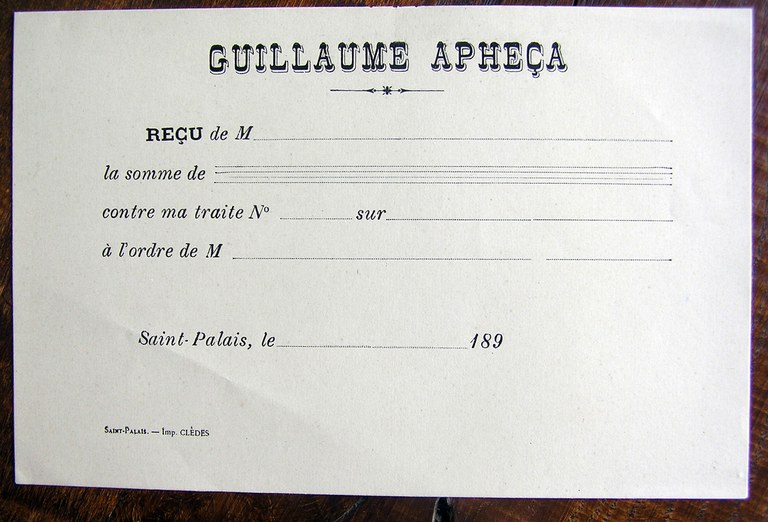 GUILLAUME APHEÇA
REÇU de M
la somme de
contre ma traite Nº sur
à l'ordre de M
Saint-Palais, le 189
SAINT-PALAIS. — Imp. CLÈDES